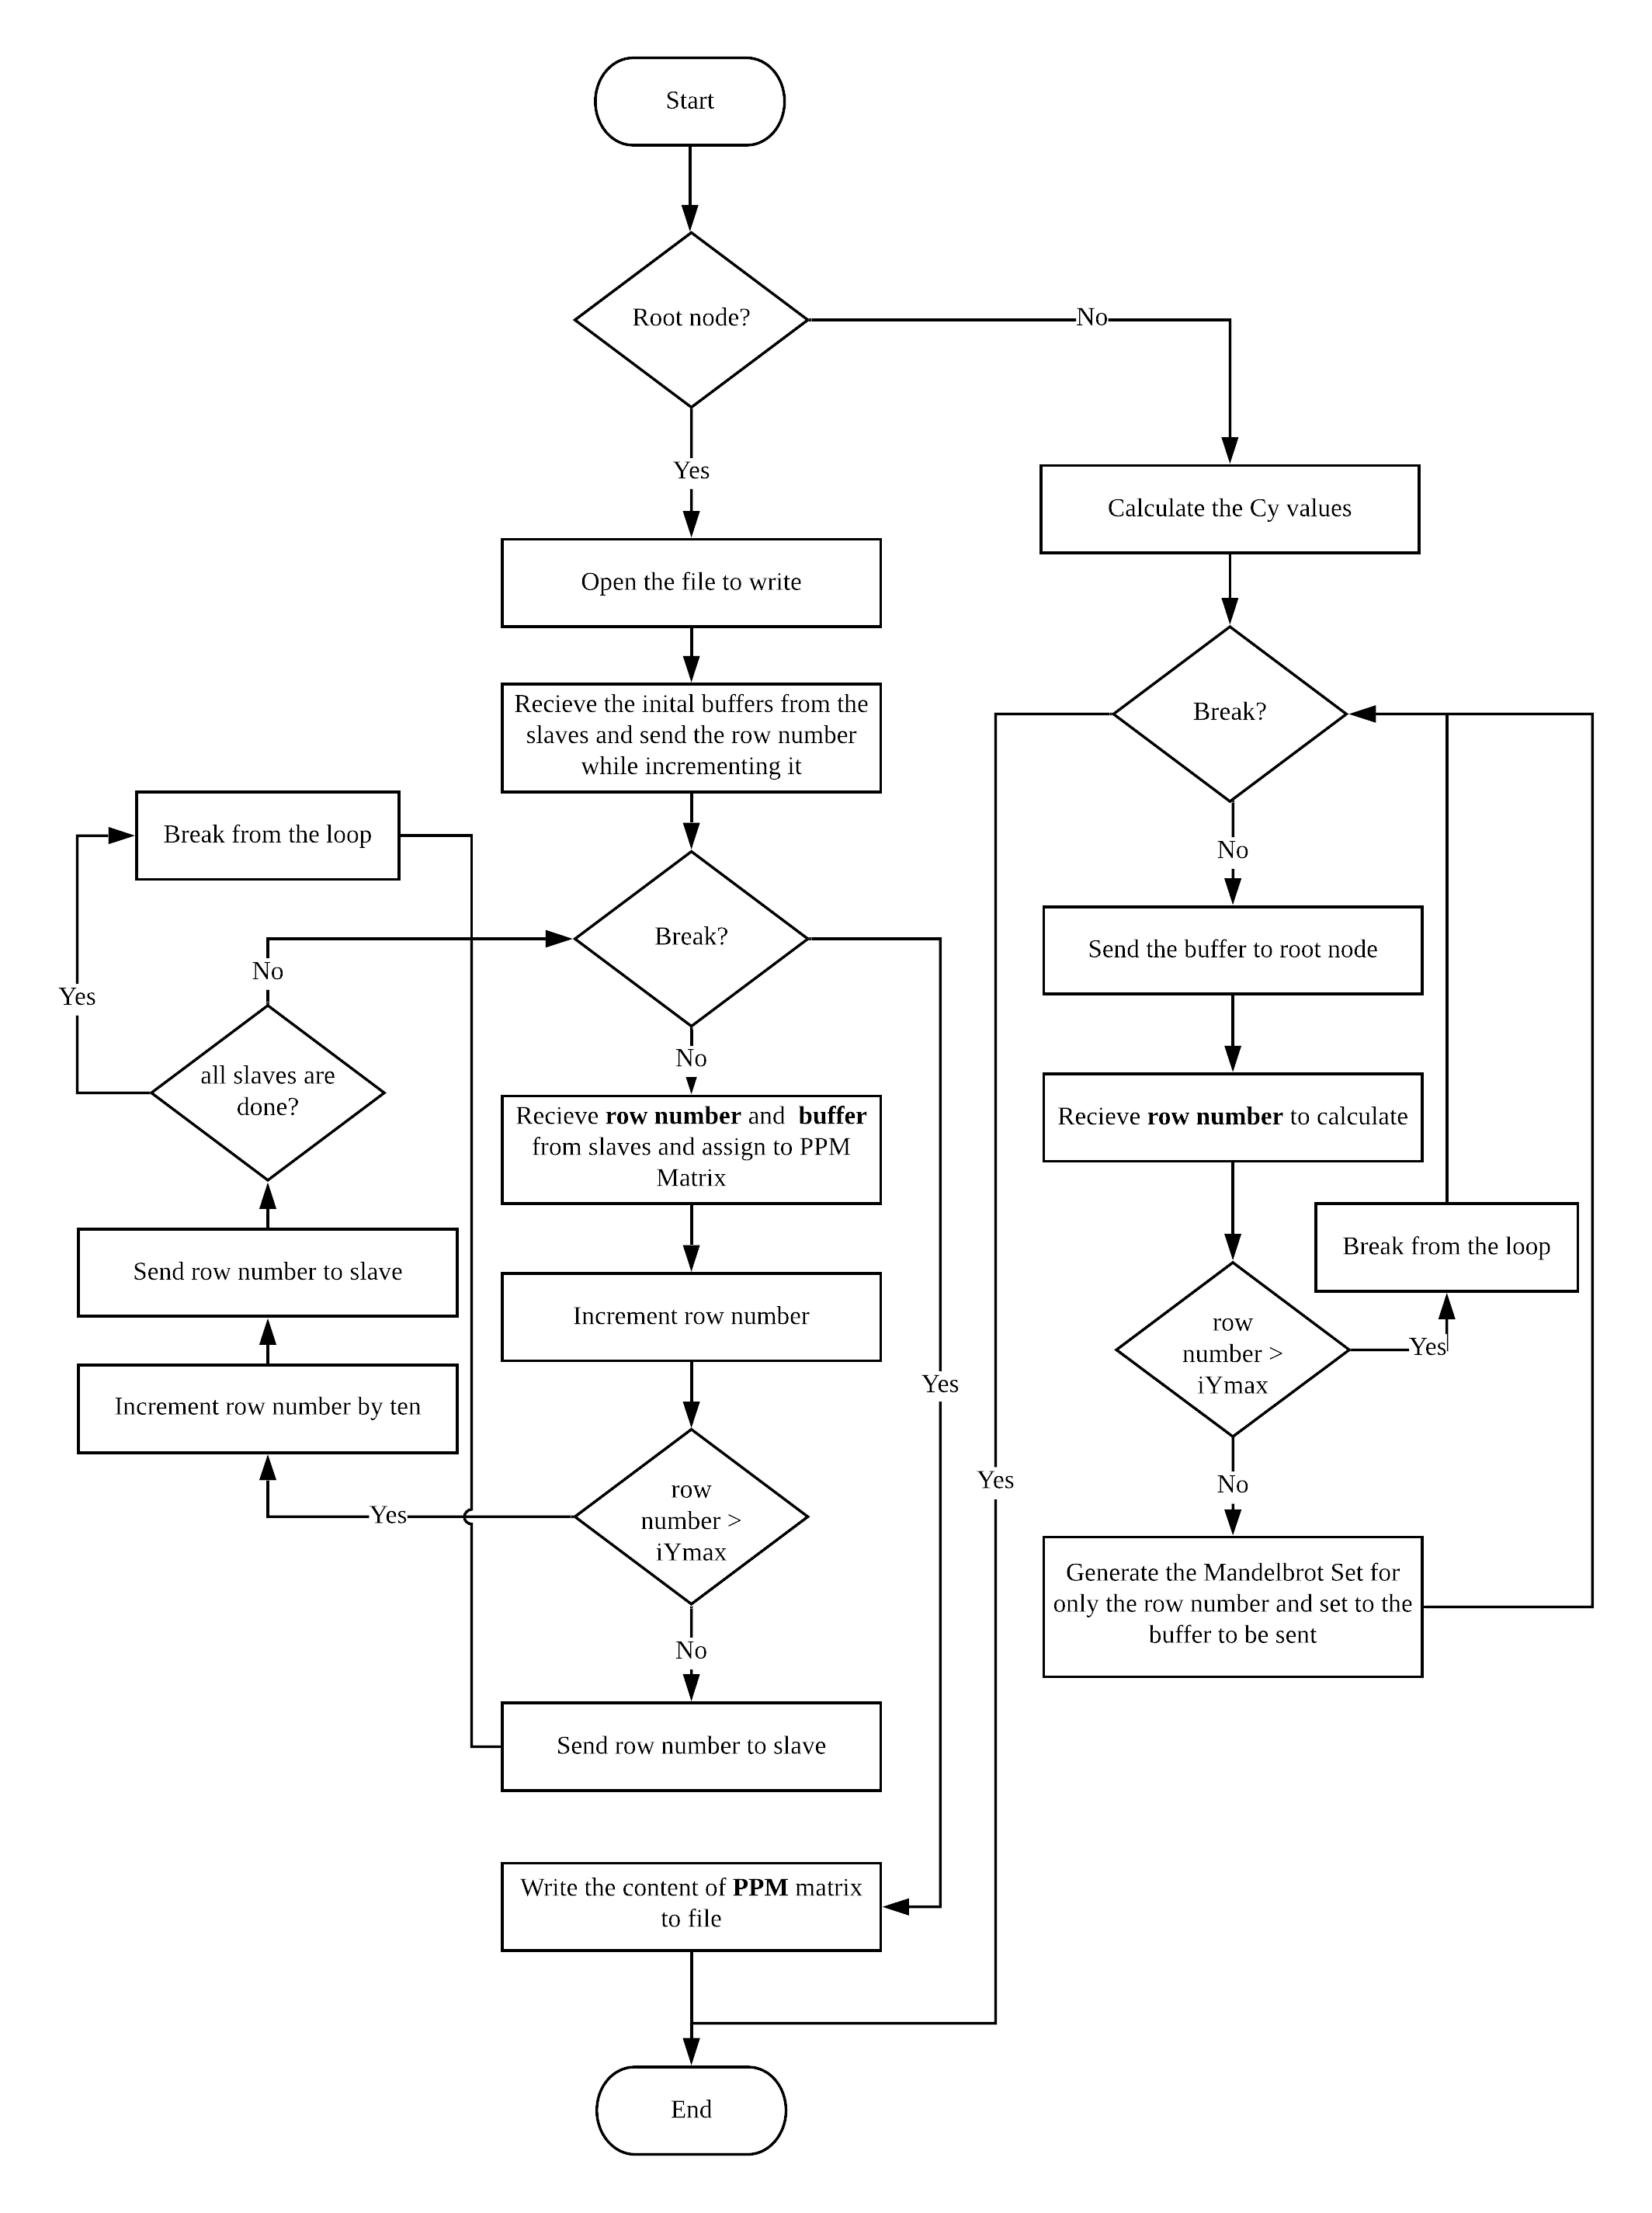 Start
Root node?
No
Yes
Calculate the Cy values
Open the file to write
Recieve the inital buffers from the
slaves and send the row number
while incrementing it
Break?
No
Break from the loop
Break?
No
Yes
Send the buffer to root node
all slaves are
done?
No
Recieve row number and buffer
from slaves and assign to PPM
Matrix
Recieve row number to calculate
Send row number to slave
Increment row number
Break from the loop
row
number >
iYmax
Yes
Increment row number by ten
Yes
Yes
No
row
number >
iYmax
Yes
Generate the Mandelbrot Set for
only the row number and set to the
buffer to be sent
No
Send row number to slave
Write the content of PPM matrix
to file
End